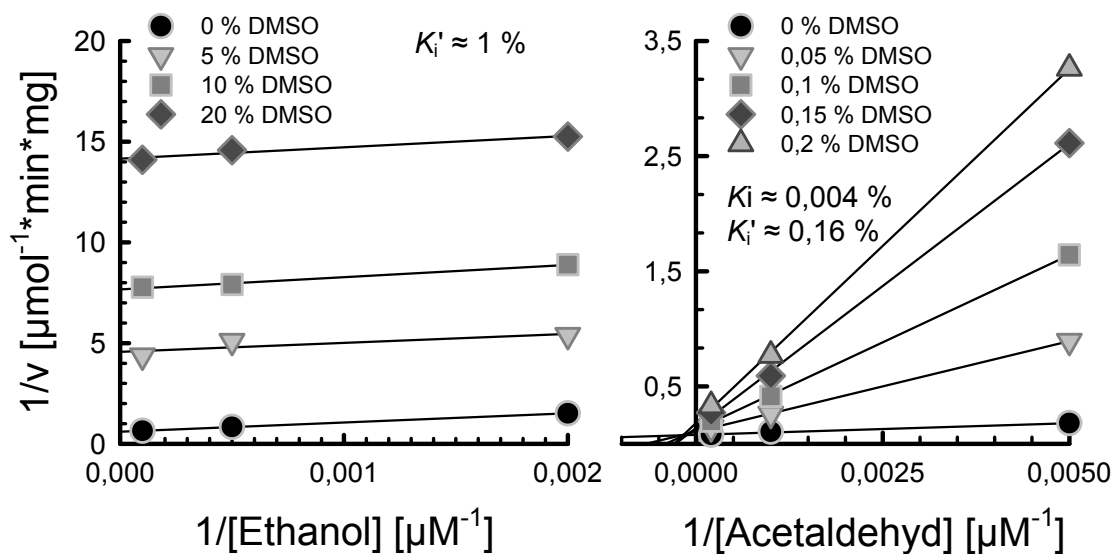 0 % DMSO
5 % DMSO
10 % DMSO
20 % DMSO
Ki' ≈ 1 %
20
15
10
5
0
1/v [µmol⁻¹*min*mg]
0,000
0,001
0,002
1/[Ethanol] [µM⁻¹]
0 % DMSO
0,05 % DMSO
0,1 % DMSO
0,15 % DMSO
0,2 % DMSO
Ki ≈ 0,004 %
Ki' ≈ 0,16 %
3,5
2,5
1,5
0,5
0,0000
0,0025
0,0050
1/[Acetaldehyd] [µM⁻¹]